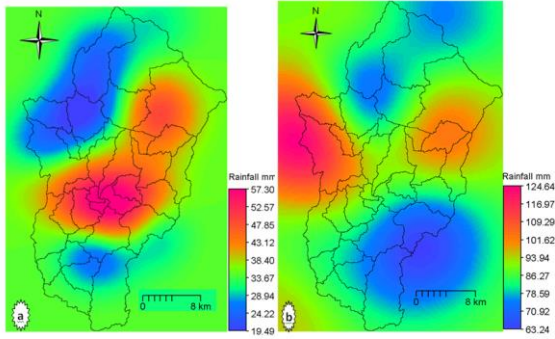 N
Rainfall mm
57.30
52.57
47.85
43.12
38.40
33.67
28.94
24.22
19.49
0 8 km
a
N
Rainfall mm
124.64
118.97
109.29
101.62
93.94
86.27
78.59
70.92
63.24
0 8 km
b